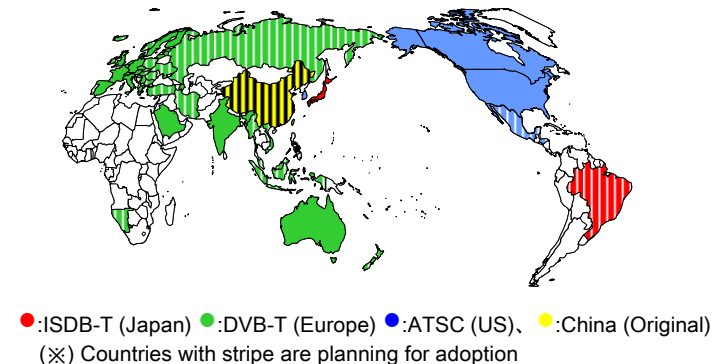 ●:ISDB-T (Japan) ●:DVB-T (Europe) ●:ATSC (US)、 ●:China (Original)
(※) Countries with stripe are planning for adoption